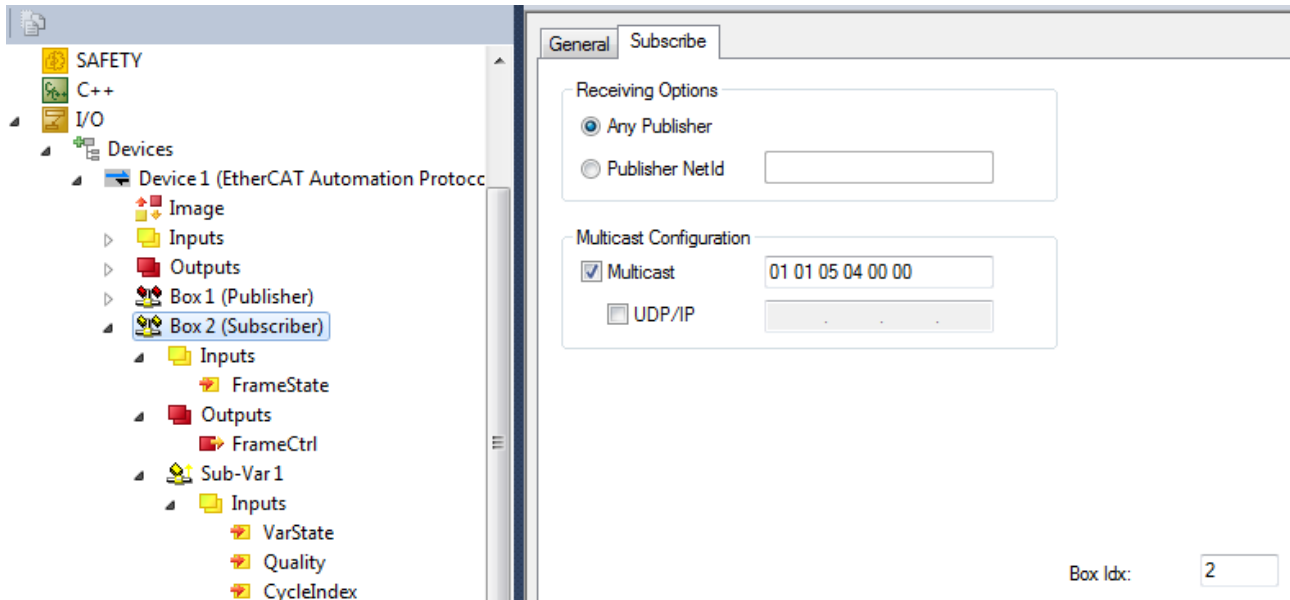 SAFETY
C++
I/O
Devices
Device 1 (EtherCAT Automation Protocc
Image
Inputs
Outputs
Box 1 (Publisher)
Box 2 (Subscriber)
Inputs
FrameState
Outputs
FrameCtrl
Sub-Var 1
Inputs
VarState
Quality
CycleIndex
General Subscribe
Receiving Options
Any Publisher
Publisher NetId
Multicast Configuration
Multicast 01 01 05 04 00 00
UDP/IP . . .
Box Idx: 2